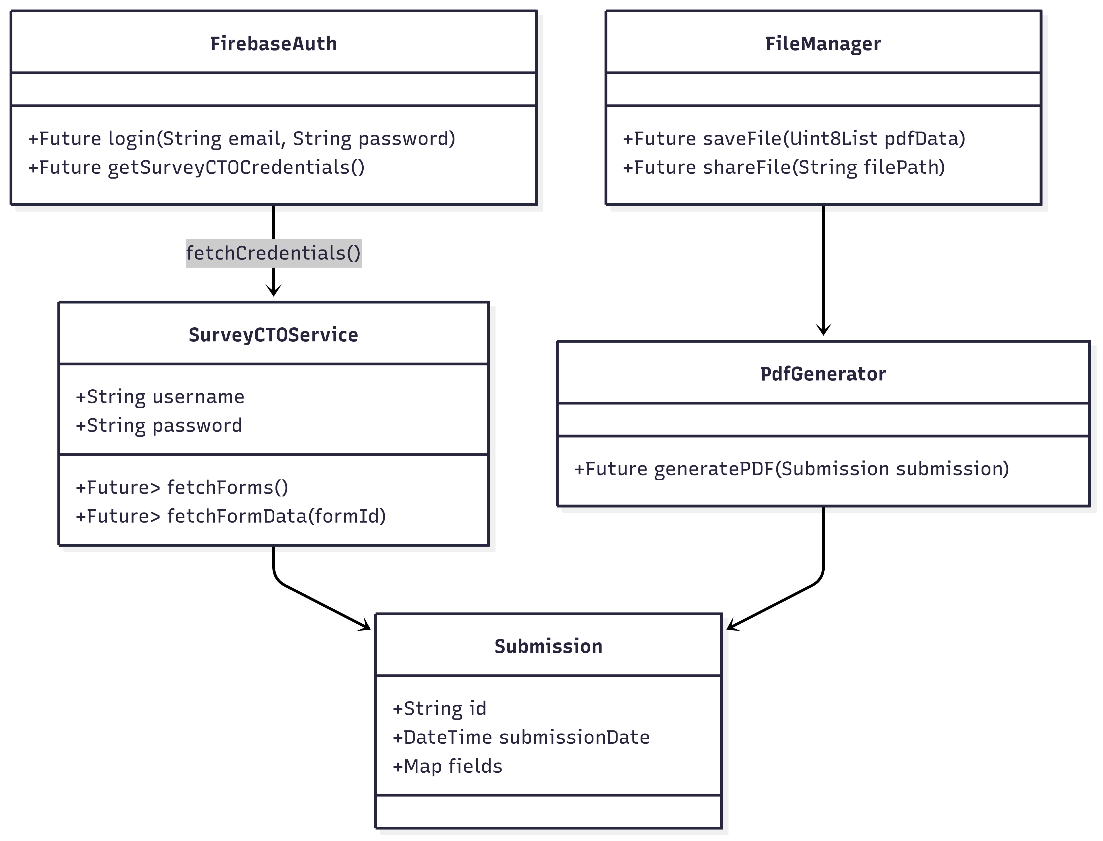 FirebaseAuth
+Future login(String email, String password)
+Future getSurveyCTOCredentials()
FileManager
+Future saveFile(Uint8List pdfData)
+Future shareFile(String filePath)
fetchCredentials()
SurveyCTOService
+String username
+String password
+Future> fetchForms()
+Future> fetchFormData(formId)
PdfGenerator
+Future generatePDF(Submission submission)
Submission
+String id
+DateTime submissionDate
+Map fields